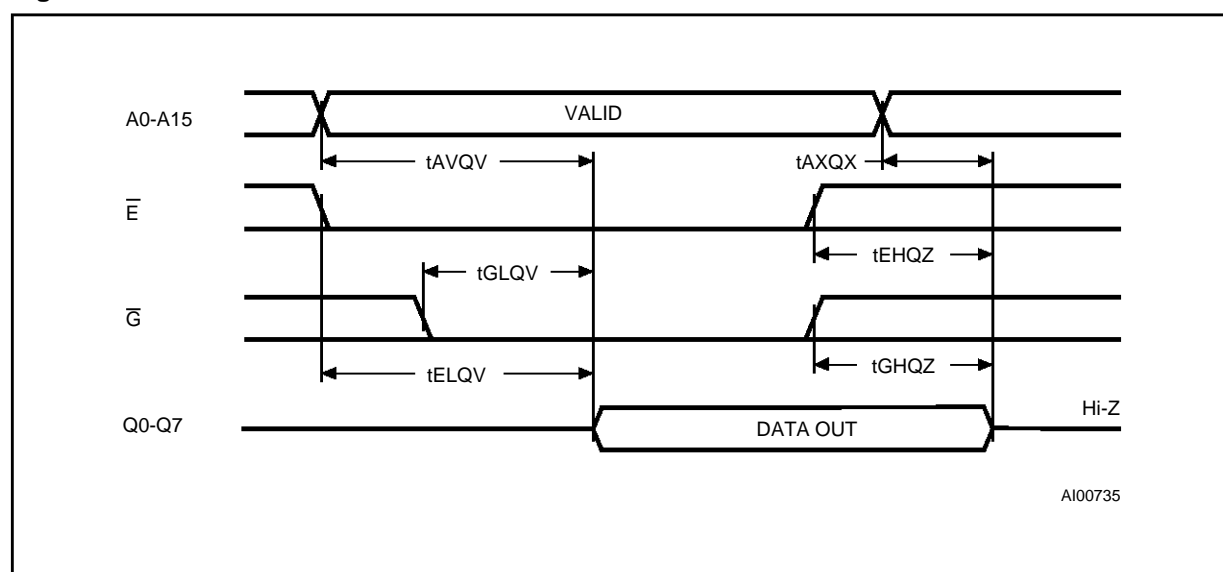 A0-A15
VALID
tAVQV
tAXQX
E
tEHQZ
tGLQV
G
tGHQZ
tELQV
Hi-Z
Q0-Q7
DATA OUT
AI00735